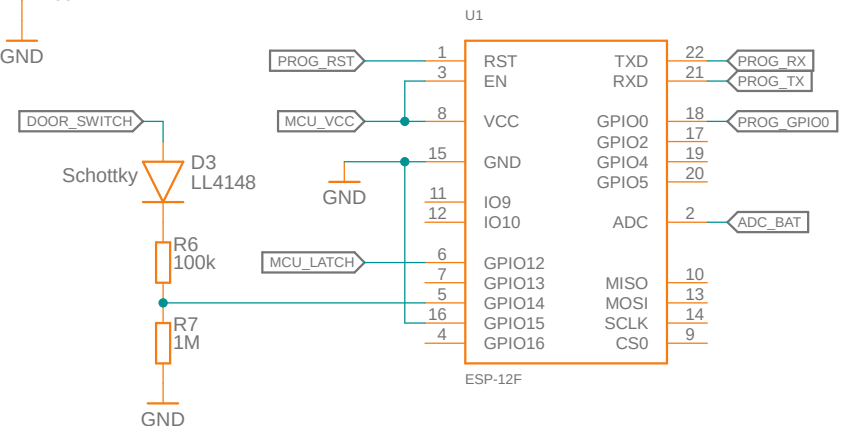 GND
U1
PROG_RST
1
RST
TXD
22
PROG_RX
3
EN
RXD
21
PROG_TX
DOOR_SWITCH
MCU_VCC
8
VCC
GPIO0
18
PROG_GPIO0
GPIO2
17
15
GND
GPIO4
19
GPIO5
20
D3
Schottky
LL4148
GND
11
IO9
12
IO10
ADC
2
ADC_BAT
R6
100k
MCU_LATCH
6
GPIO12
7
GPIO13
MISO
10
5
GPIO14
MOSI
13
16
GPIO15
SCLK
14
4
GPIO16
CS0
9
R7
1M
ESP-12F
GND